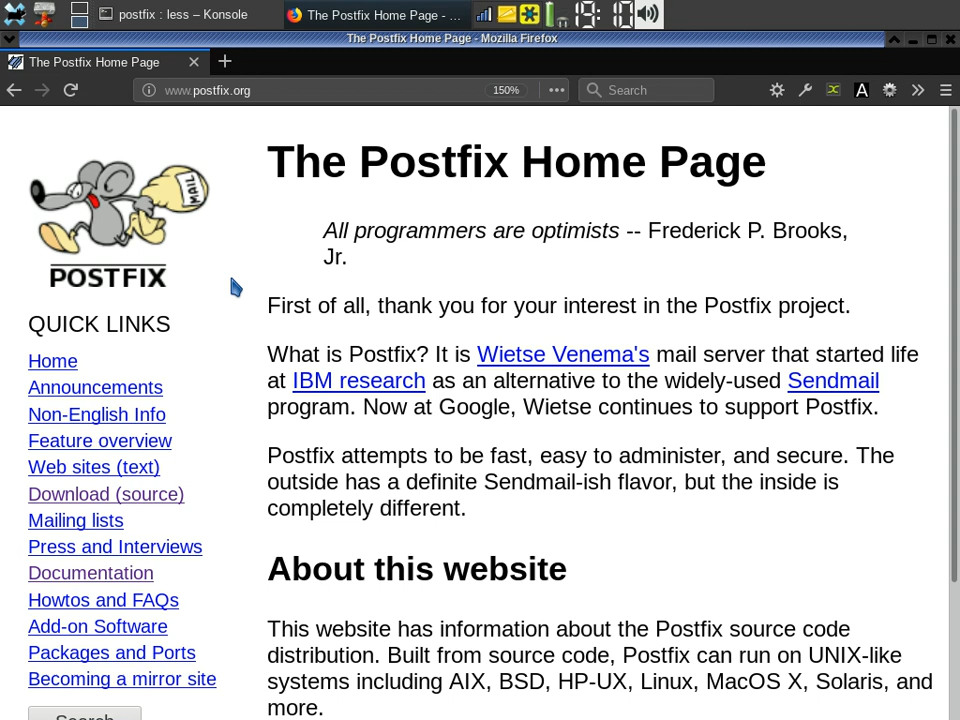 postfix : less – Konsole
The Postfix Home Page - ...
19: 10
The Postfix Home Page - Mozilla Firefox
The Postfix Home Page
www.postfix.org
150%
Search
A
MAIL
POSTFIX
QUICK LINKS
Home
Announcements
Non-English Info
Feature overview
Web sites (text)
Download (source)
Mailing lists
Press and Interviews
Documentation
Howtos and FAQs
Add-on Software
Packages and Ports
Becoming a mirror site
Search
The Postfix Home Page
All programmers are optimists -- Frederick P. Brooks,
Jr.
First of all, thank you for your interest in the Postfix project.
What is Postfix? It is Wietse Venema's mail server that started life
at IBM research as an alternative to the widely-used Sendmail
program. Now at Google, Wietse continues to support Postfix.
Postfix attempts to be fast, easy to administer, and secure. The
outside has a definite Sendmail-ish flavor, but the inside is
completely different.
About this website
This website has information about the Postfix source code
distribution. Built from source code, Postfix can run on UNIX-like
systems including AIX, BSD, HP-UX, Linux, MacOS X, Solaris, and
more.